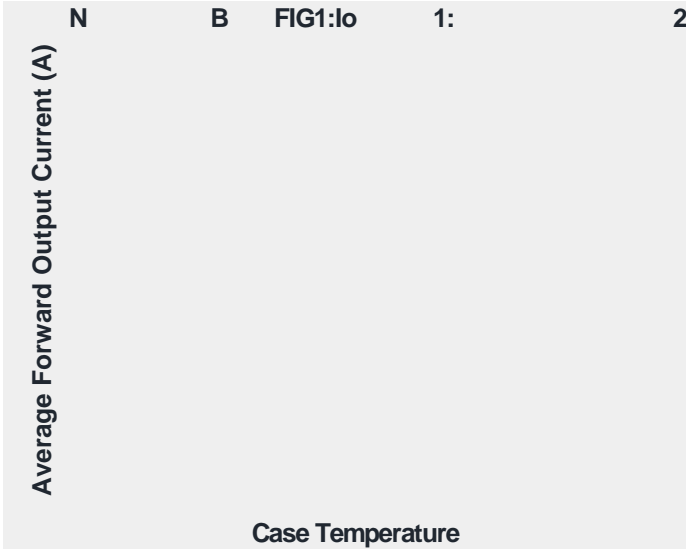 N B FIG1:Io 1: 2
Average Forward Output Current (A)
Case Temperature